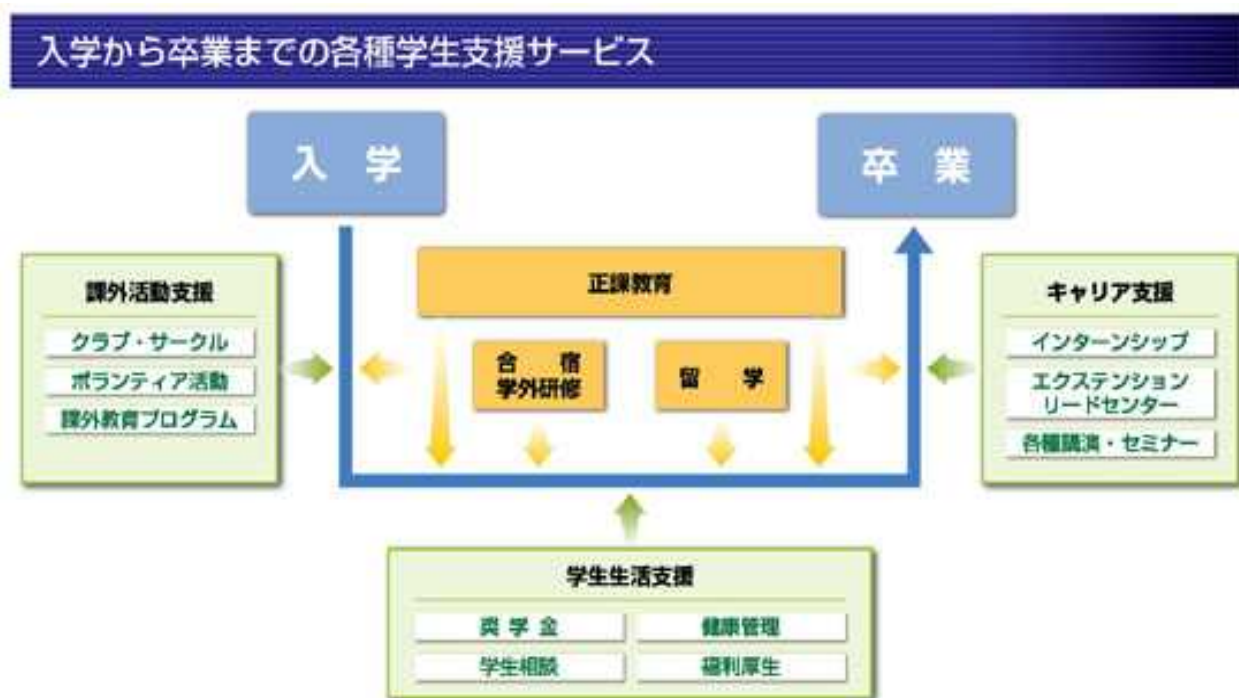 入学から卒業までの各種学生支援サービス
入 学
卒 業
課外活動支援
クラブ・サークル
ボランティア活動
課外教育プログラム
正課教育
合 宿
学外研修
留 学
キャリア支援
インターンシップ
エクステンション
リードセンター
各種講演・セミナー
学生生活支援
奨 学 金
健康管理
学生相談
福利厚生